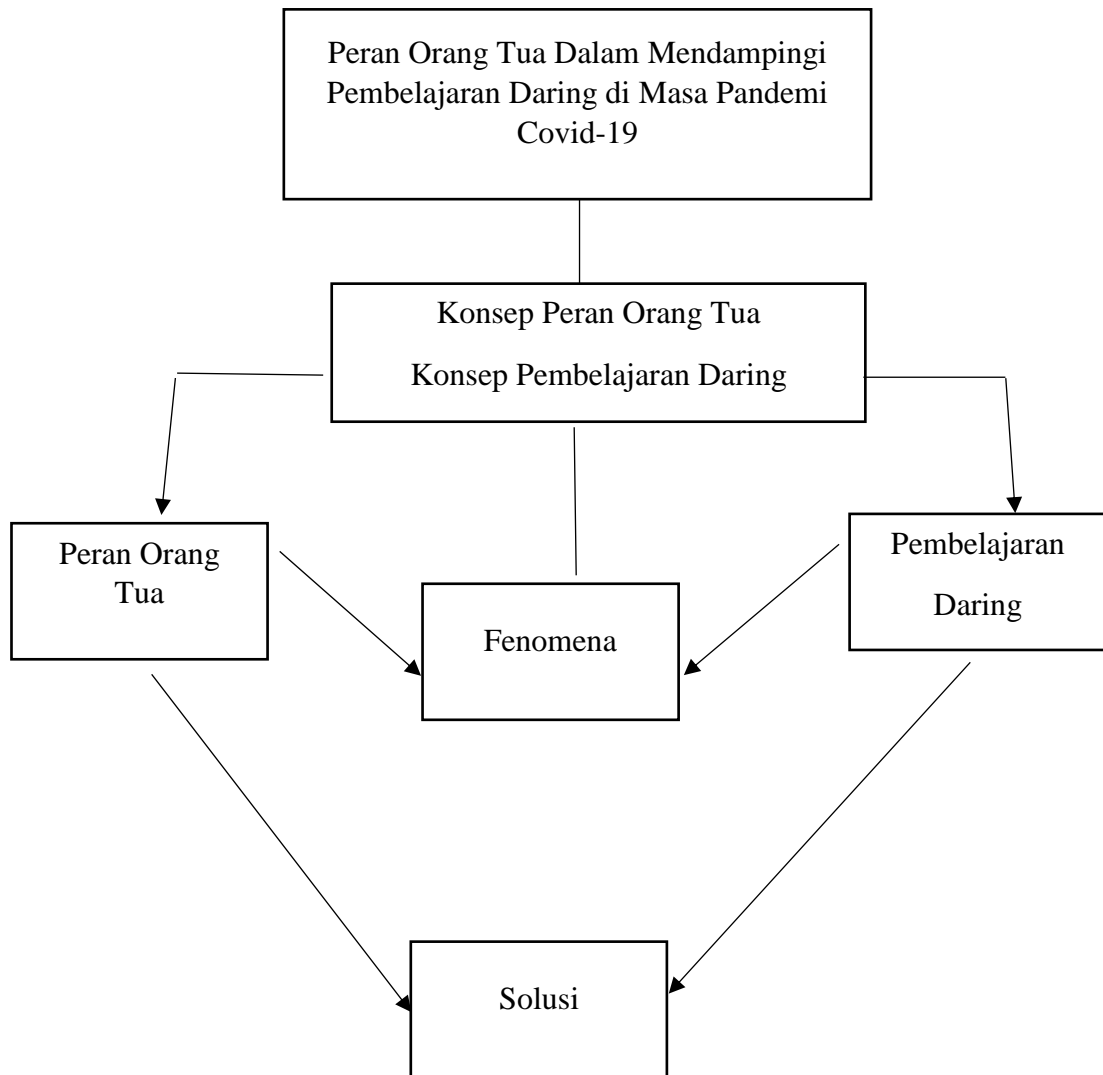 Peran Orang Tua Dalam Mendampingi
Pembelajaran Daring di Masa Pandemi
Covid-19
Konsep Peran Orang Tua
Konsep Pembelajaran Daring
Peran Orang
Tua
Fenomena
Pembelajaran
Daring
Solusi